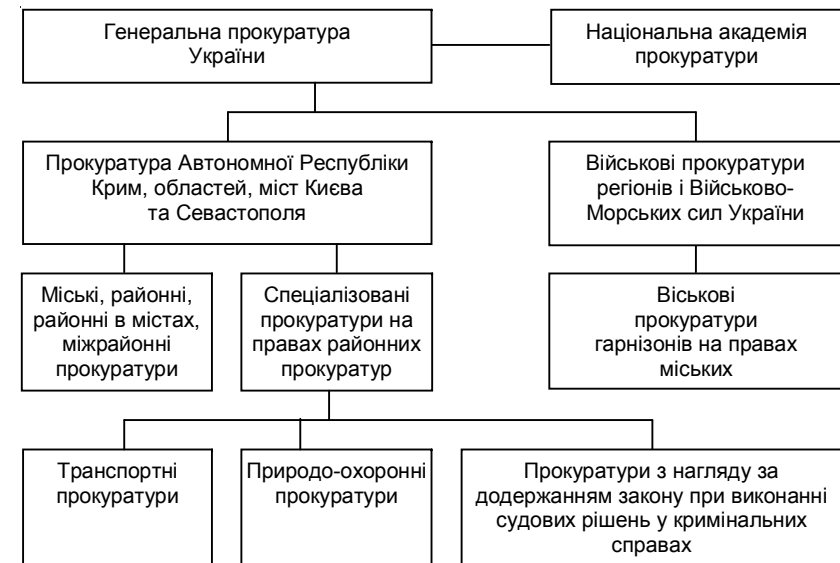 Генеральна прокуратура
України
Національна академія
прокуратури
Прокуратура Автономної Республіки
Крим, областей, міст Києва
та Севастополя
Військові прокуратури
регіонів і Військово-
Морських сил України
Міські, районні,
районні в містах,
міжрайонні
прокуратури
Спеціалізовані
прокуратури на
правах районних
прокуратур
Віськові
прокуратури
гарнізонів на правах
міських
Транспортні
прокуратури
Природо-охоронні
прокуратури
Прокуратури з нагляду за
додержанням закону при виконанні
судових рішень у кримінальних
справах